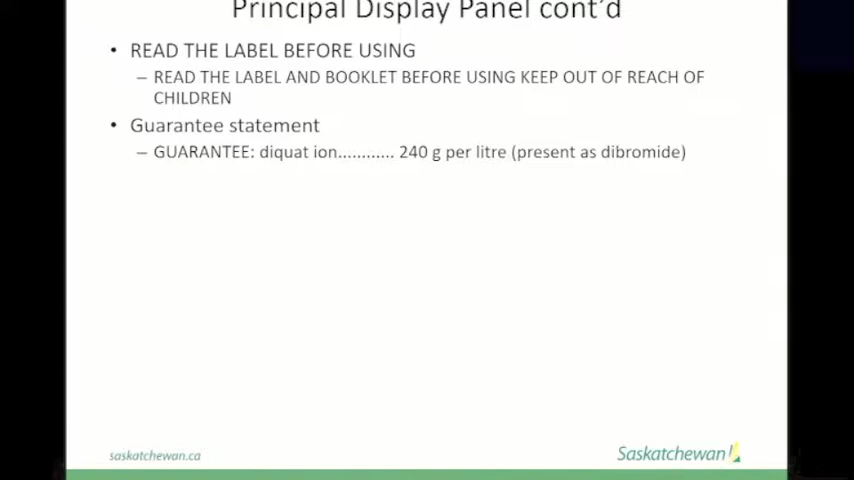 Principal Display Panel cont'd
• READ THE LABEL BEFORE USING
– READ THE LABEL AND BOOKLET BEFORE USING KEEP OUT OF REACH OF
CHILDREN
• Guarantee statement
– GUARANTEE: diquat ion............ 240 g per litre (present as dibromide)
saskatchewan.ca
Saskatchewan